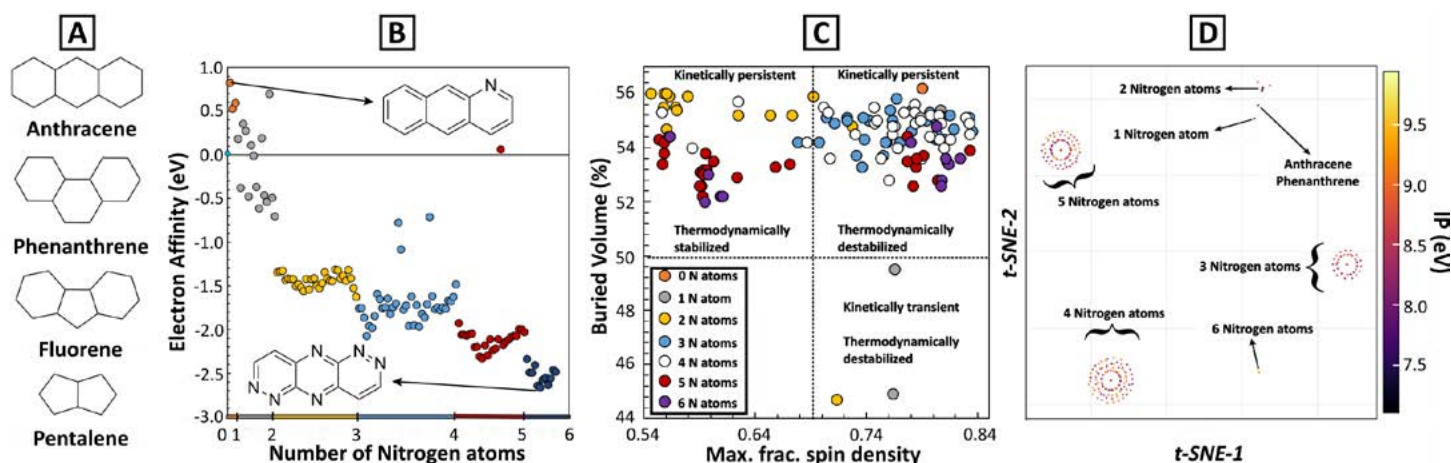 A
Anthracene
Phenanthrene
Fluorene
Pentalene
B
Electron Affinity (eV)
1.0
0.5
0.0
-0.5
-1.0
-1.5
-2.0
-2.5
-3.0
N
N N N
N N N
0 1 2 3 4 5 6
Number of Nitrogen atoms
C
Buried Volume (%)
56
54
52
50
48
46
44
Kinetically persistent
Kinetically persistent
Thermodynamically
stabilized
Thermodynamically
destabilized
0 N atoms
1 N atom
2 N atoms
3 N atoms
4 N atoms
5 N atoms
6 N atoms
Kinetically transient
Thermodynamically
destabilized
0.54 0.64 0.74 0.84
Max. frac. spin density
D
t-SNE-2
2 Nitrogen atoms
1 Nitrogen atom
Anthracene
Phenanthrene
5 Nitrogen atoms
3 Nitrogen atoms
4 Nitrogen atoms
6 Nitrogen atoms
t-SNE-1
9.5
9.0
8.5
8.0
7.5
IP (eV)